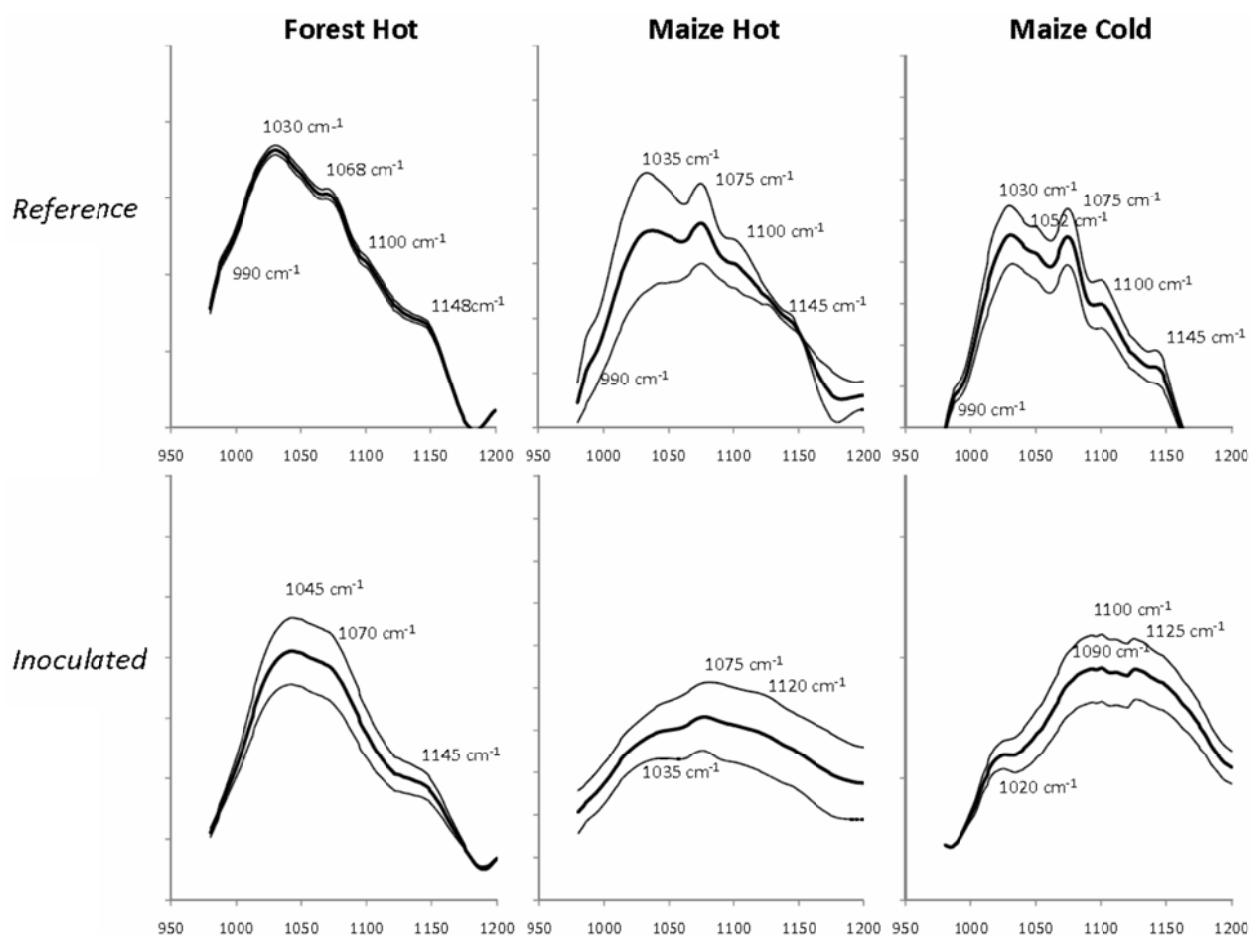 Forest Hot
Maize Hot
Maize Cold
Reference
1030 cm-1
1068 cm-1
1100 cm-1
990 cm-1
1148cm-1
950 1000 1050 1100 1150 1200
1035 cm-1
1075 cm-1
1100 cm-1
1145 cm-1
990 cm-1
950 1000 1050 1100 1150 1200
1030 cm-1
1075 cm-1
1052 cm-1
1100 cm-1
1145 cm-1
990 cm-1
950 1000 1050 1100 1150 1200
Inoculated
1045 cm-1
1070 cm-1
1145 cm-1
950 1000 1050 1100 1150 1200
1075 cm-1
1120 cm-1
1035 cm-1
950 1000 1050 1100 1150 1200
1100 cm-1
1125 cm-1
1090 cm-1
1020 cm-1
950 1000 1050 1100 1150 1200